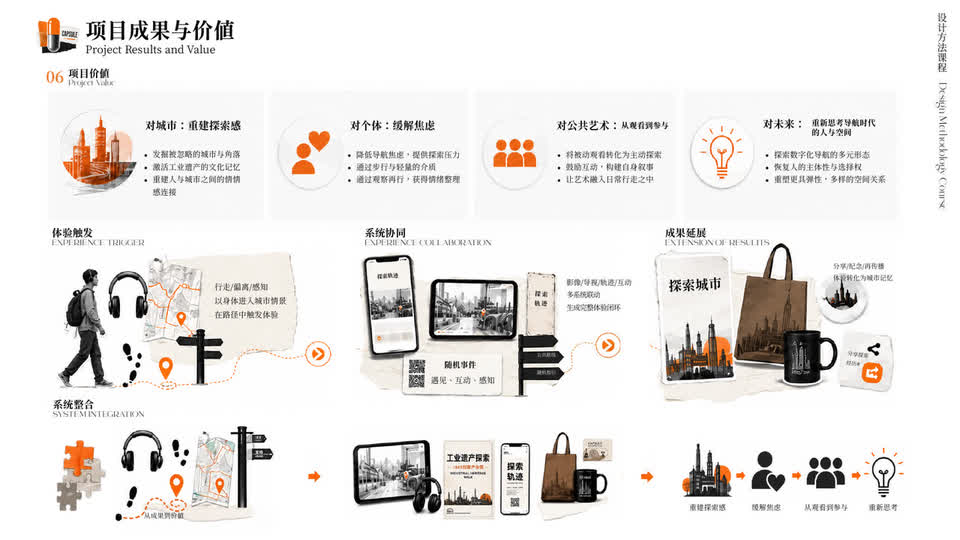 CAPSULE
项目成果与价値
Project Results and Value
设计方法课程 Design Methodology Course
06 项目价值
Project Value
对城市：重建探索感
发掘被忽略的城市与角落
激活工业遗产的文化记忆
重建人与城市之间的情情
感连接
对个体：缓解焦虑
降低导航焦虑，提供探索压力
通过步行与轻量的介质
通过观察再行，获得情绪整理
对公共艺术：从观看到参与
将被动观看转化为主动探索
鼓励互动，构建自身叙事
让艺术融入日常行走之中
对未来：重新思考导航时代
的人与空间
探索数字化导航的多元形态
恢复人的主体性与选择权
重塑更具弹性，多样的空间关系
体验触发
EXPERIENCE TRIGGER
行走/偏离/感知
以身体进入城市情景
在路径中触发体验
系统协同
EXPERIENCE COLLABORATION
探索轨迹
探索
轨迹
影像/导视/轨迹/互动
多系统联动
生成完整体验闭环
随机事件
遇见、互动、感知
成果延展
EXTENSION OF RESULTS
探索城市
分享/纪念/再传播
体验转化为城市记忆
分享探索
系统整合
SYSTEM INTEGRATION
从成果到价值
工业遗产探索
INDUSTRIAL HERITAGE
WALK
探索
轨迹
重建探索感
缓解焦虑
从观看到参与
重新思考